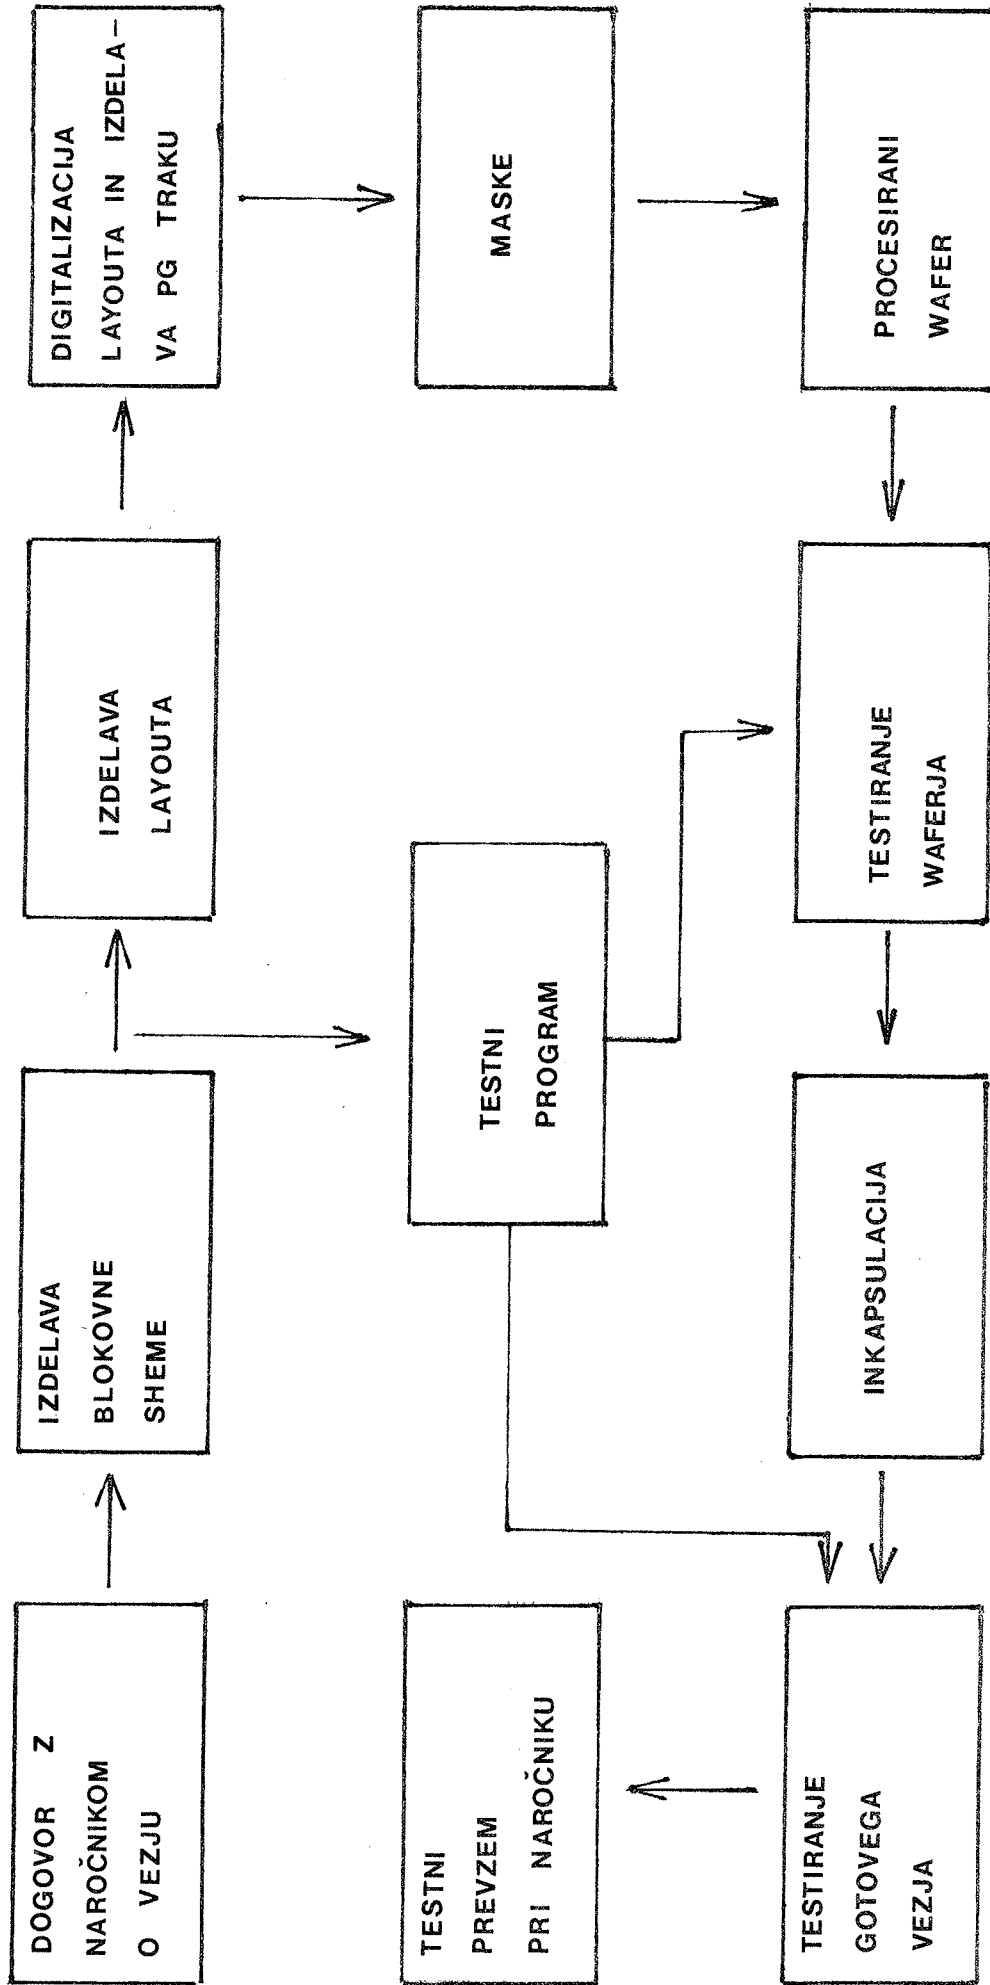 DOGOVOR Z
NAROČNIKOM
O VEZJU
IZDELAVA
BLOKOVNE
SHEME
IZDELAVA
LAYOUTA
DIGITALIZACIJA
LAYOUTA IN IZDELA-
VA PG TRAKU
TESTNI
PREVZEM
PRI NAROČNIKU
TESTNI
PROGRAM
MASKE
TESTIRANJE
GOTOVEGA
VEZJA
INKAPSULACIJA
TESTIRANJE
WAFERJA
PROCESIRANI
WAFER